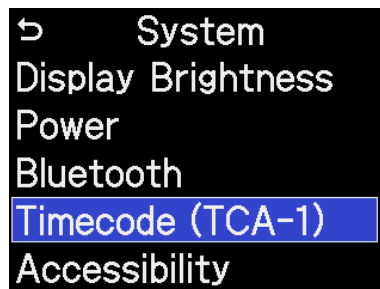 System
Display Brightness
Power
Bluetooth
Timecode (TCA-1)
Accessibility